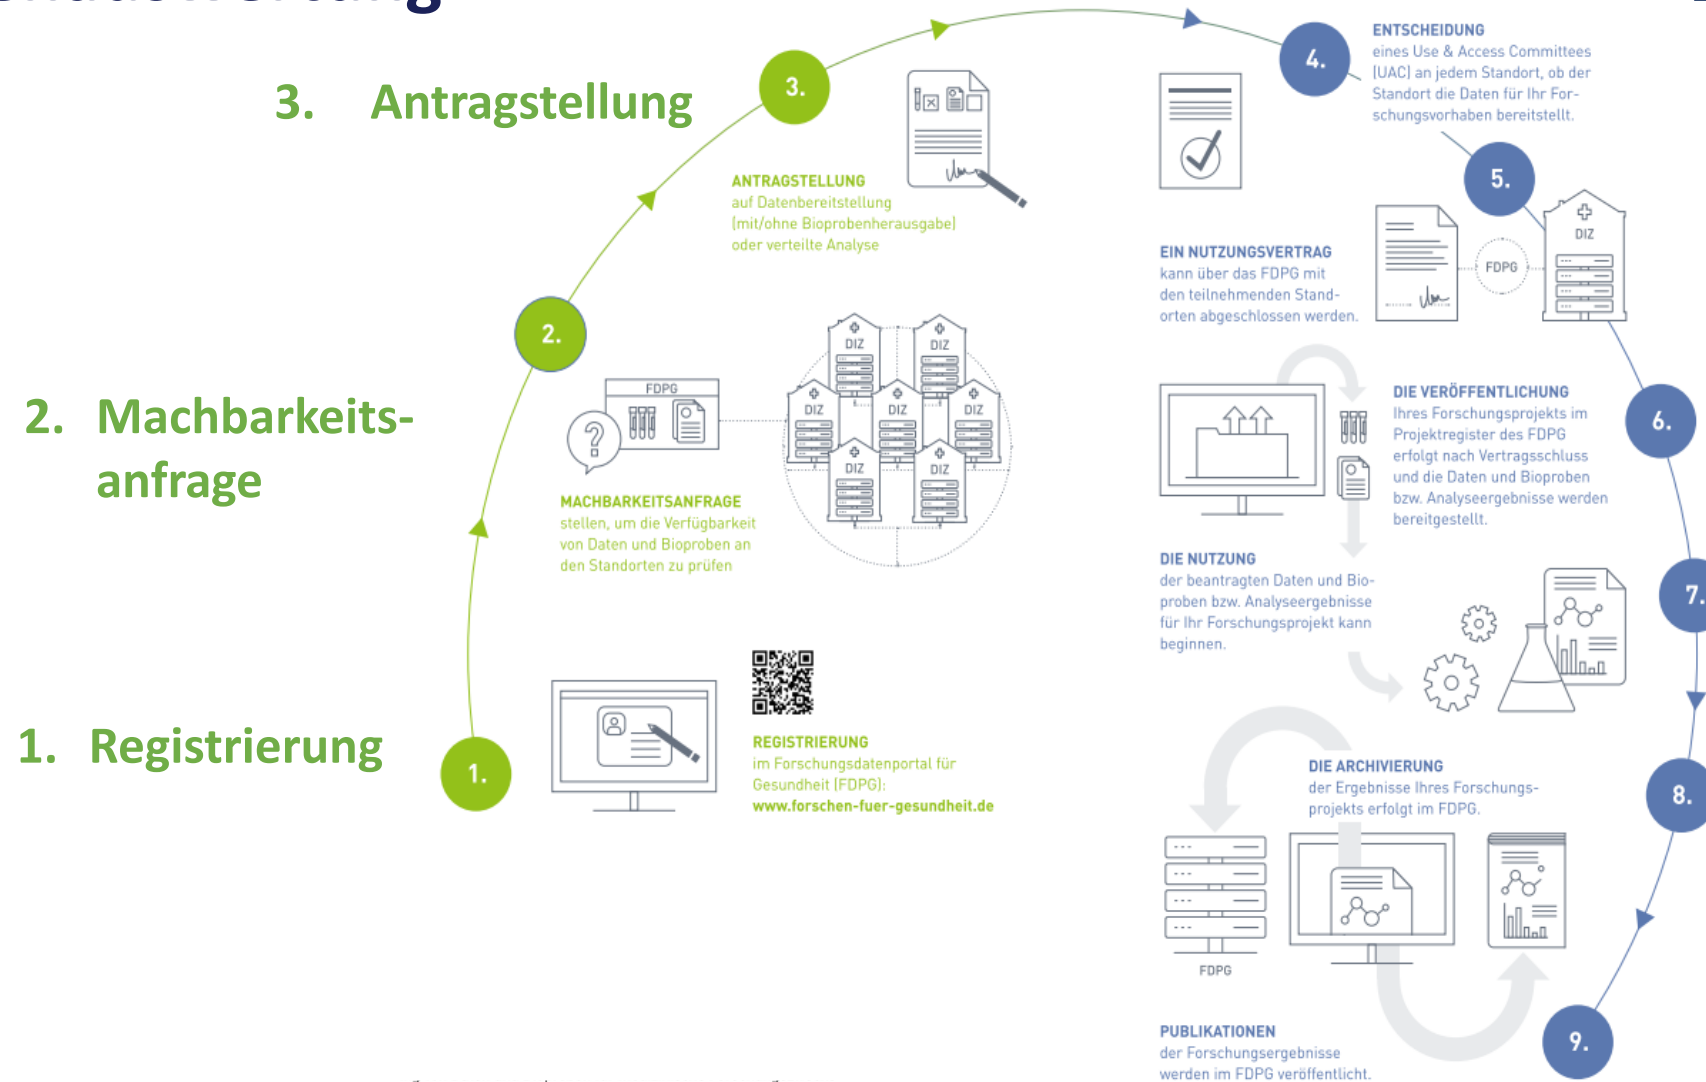 3. Antragstellung
2. Machbarkeits-
anfrage
1. Registrierung
3.
ANTRAGSTELLUNG
auf Datenbereitstellung
(mit/ohne Bioprobenherausgabe)
oder verteilte Analyse
2.
FDPG
?
DIZ
DIZ
DIZ
DIZ
DIZ
DIZ
DIZ
MACHBARKEITSANFRAGE
stellen, um die Verfügbarkeit
von Daten und Bioproben an
den Standorten zu prüfen
1.
REGISTRIERUNG
im Forschungsdatenportal für
Gesundheit (FDPG):
www.forschen-fuer-gesundheit.de
4.
ENTSCHEIDUNG
eines Use & Access Committees
(UAC) an jedem Standort, ob der
Standort die Daten für Ihr For-
schungsvorhaben bereitstellt.
5.
EIN NUTZUNGSVERTRAG
kann über das FDPG mit
den teilnehmenden Stand-
orten abgeschlossen werden.
FDPG
DIZ
6.
DIE VERÖFFENTLICHUNG
Ihres Forschungsprojekts im
Projektregister des FDPG
erfolgt nach Vertragsschluss
und die Daten und Bioproben
bzw. Analyseergebnisse werden
bereitgestellt.
7.
DIE NUTZUNG
der beantragten Daten und Bio-
proben bzw. Analyseergebnisse
für Ihr Forschungsprojekt kann
beginnen.
8.
DIE ARCHIVIERUNG
der Ergebnisse Ihres Forschungs-
projekts erfolgt im FDPG.
FDPG
9.
PUBLIKATIONEN
der Forschungsergebnisse
werden im FDPG veröffentlicht.